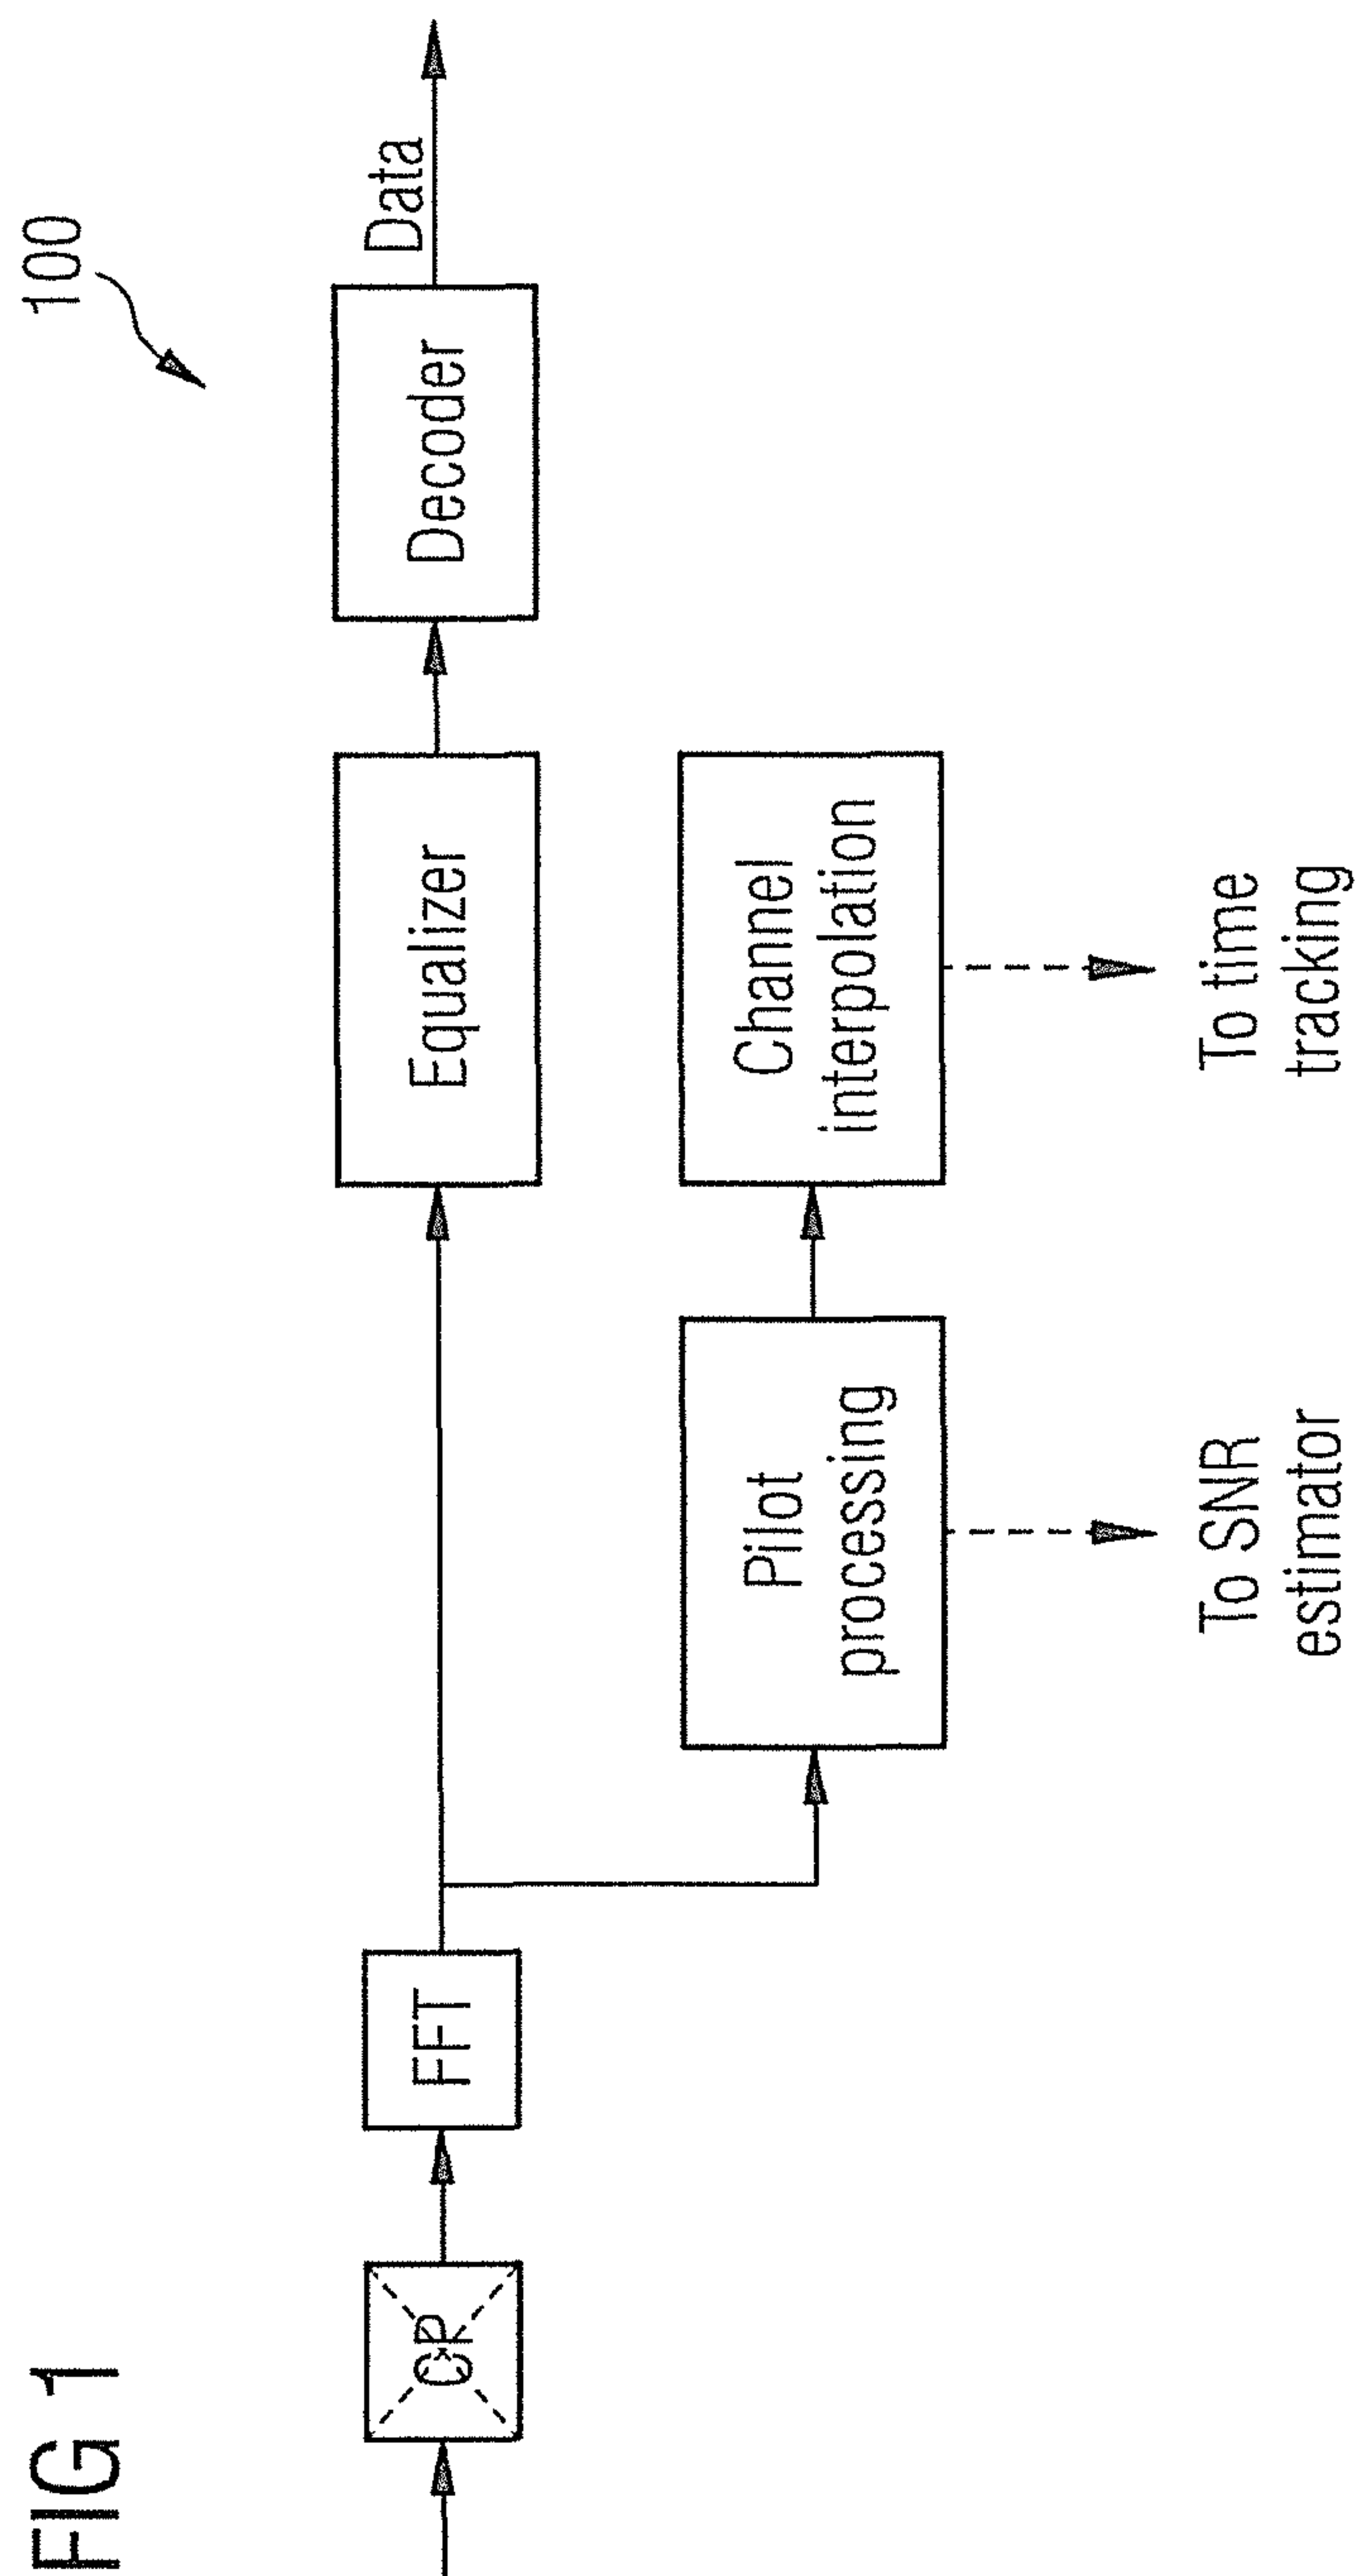 FIG 1
100
CP
FFT
Equalizer
Decoder
Data
Pilot
processing
Channel
interpolation
To SNR
estimator
To time
tracking